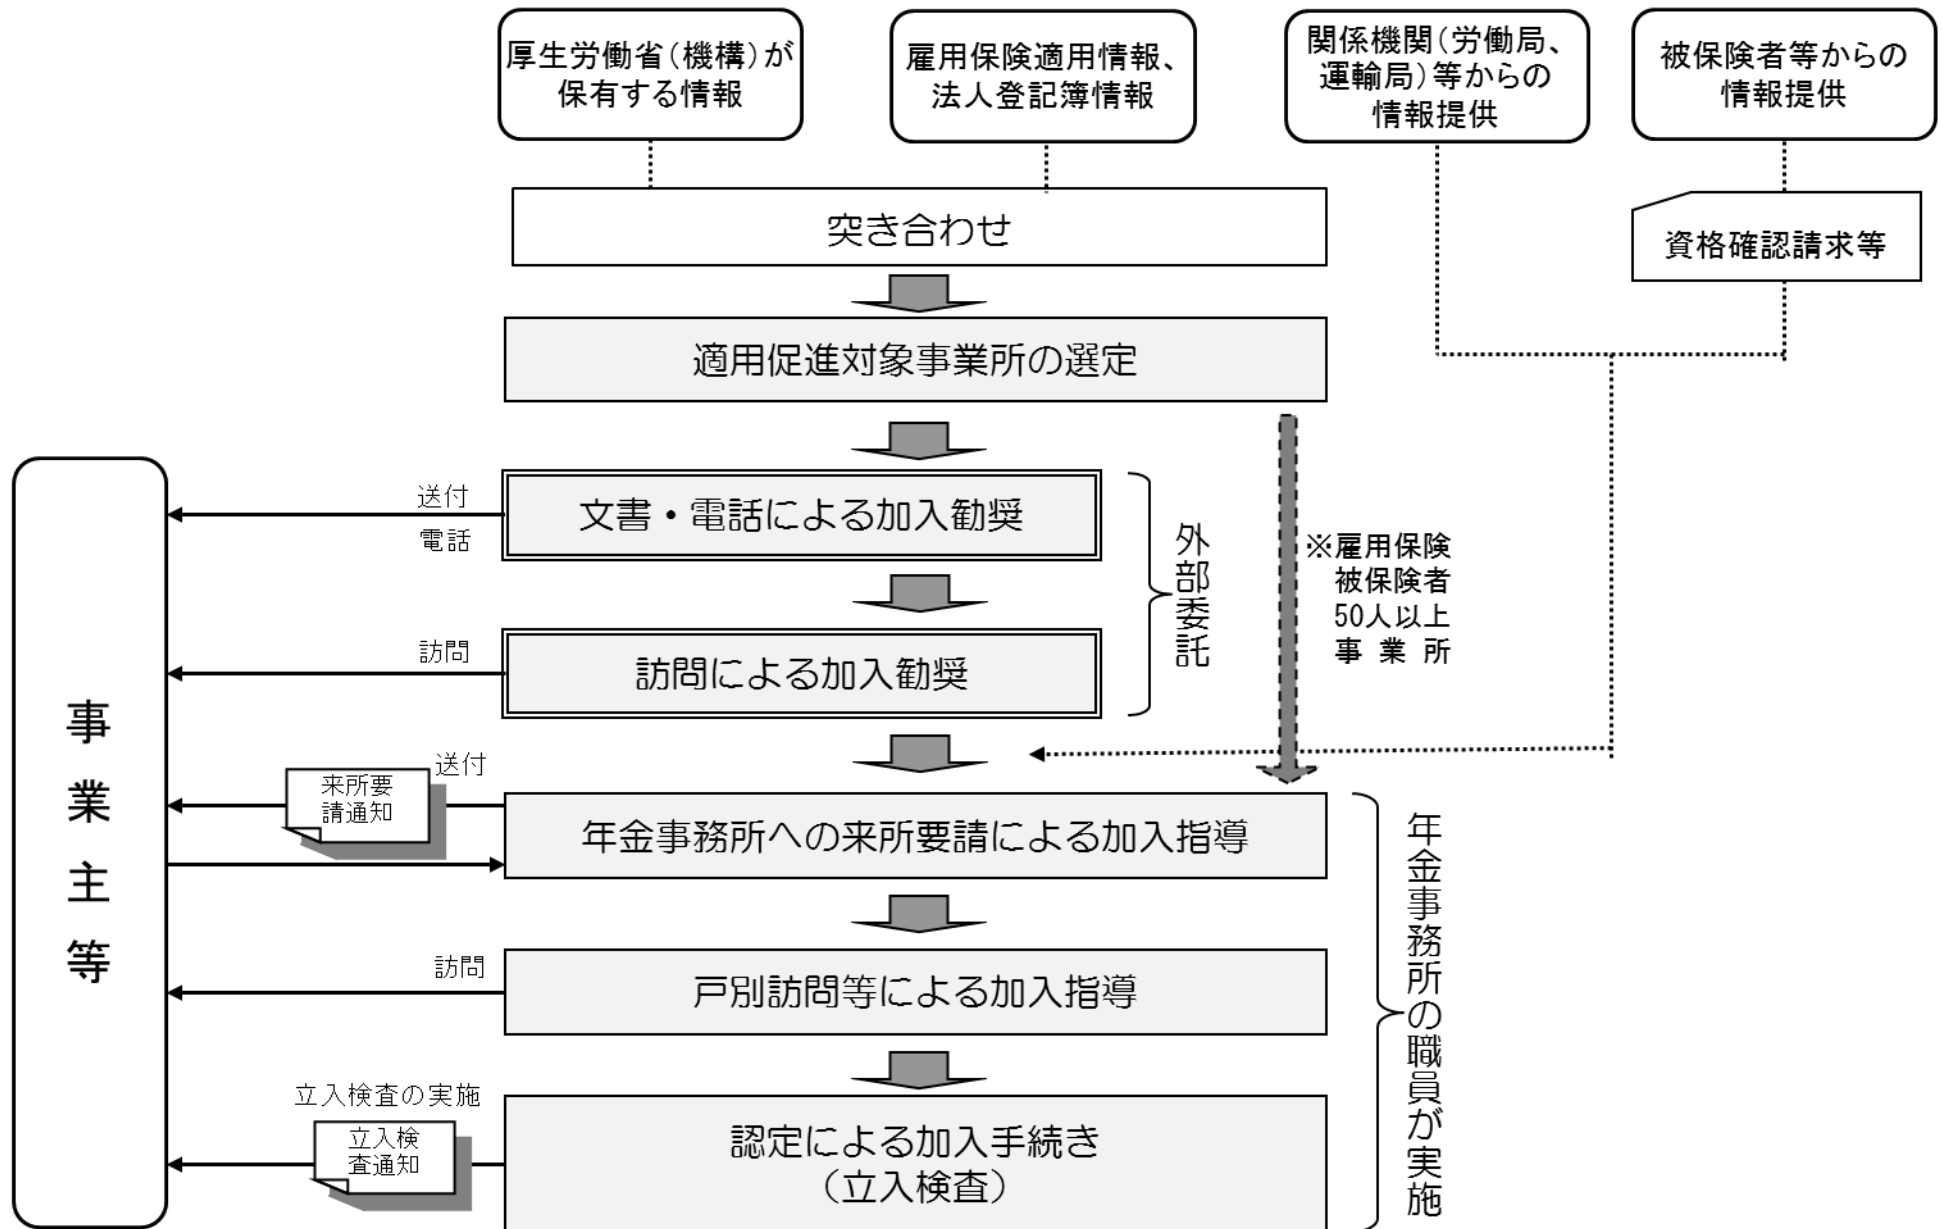 厚生労働省（機構）が
保有する情報
雇用保険適用情報、
法人登記簿情報
関係機関（労働局、
運輸局）等からの
情報提供
被保険者等からの
情報提供
突き合わせ
資格確認請求等
適用促進対象事業所の選定
送付
電話
文書・電話による加入勧奨
外部委託
※雇用保険
被保険者
50人以上
事業所
訪問
訪問による加入勧奨
事業主等
送付
来所要
請通知
年金事務所への来所要請による加入指導
年金事務所の職員が実施
訪問
戸別訪問等による加入指導
立入検査の実施
立入検
査通知
認定による加入手続き
（立入検査）